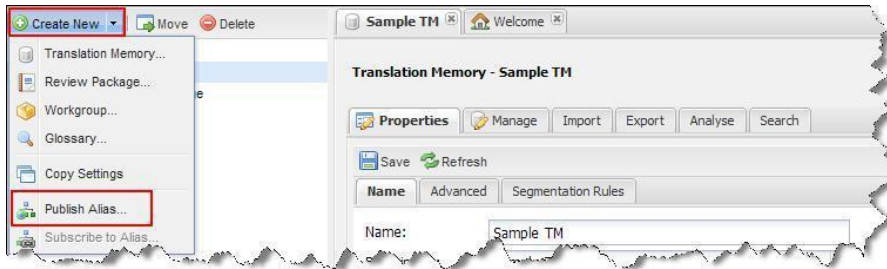 Create New Move Delete
Translation Memory...
Review Package...
Workgroup...
Glossary...
Copy Settings
Publish Alias...
Subscribe to Alias...
Sample TM Welcome
Translation Memory - Sample TM
Properties Manage Import Export Analyse Search
Save Refresh
Name Advanced Segmentation Rules
Name: Sample TM